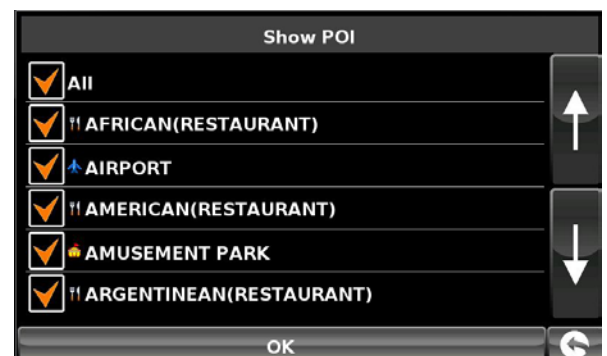 Show POI
All
AFRICAN(RESTAURANT)
AIRPORT
AMERICAN(RESTAURANT)
AMUSEMENT PARK
ARGENTINEAN(RESTAURANT)
OK